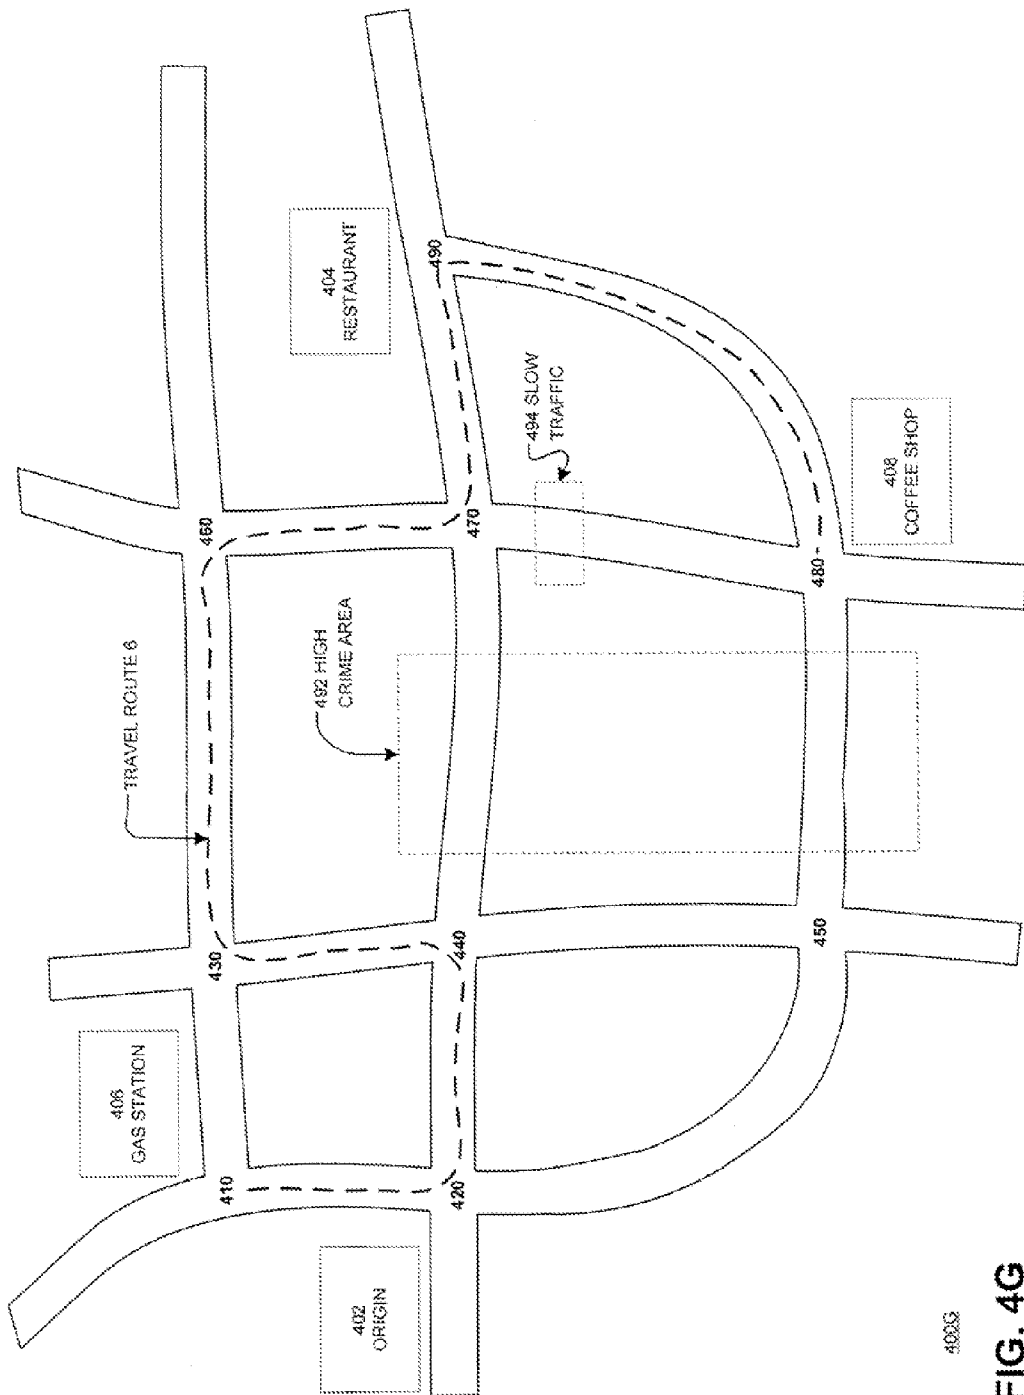 402
ORIGIN
406
GAS STATION
410
420
430
440
450
TRAVEL ROUTE 6
492 HIGH
CRIME AREA
460
470
480
490
404
RESTAURANT
494 SLOW
TRAFFIC
408
COFFEE SHOP
400G
FIG. 4G